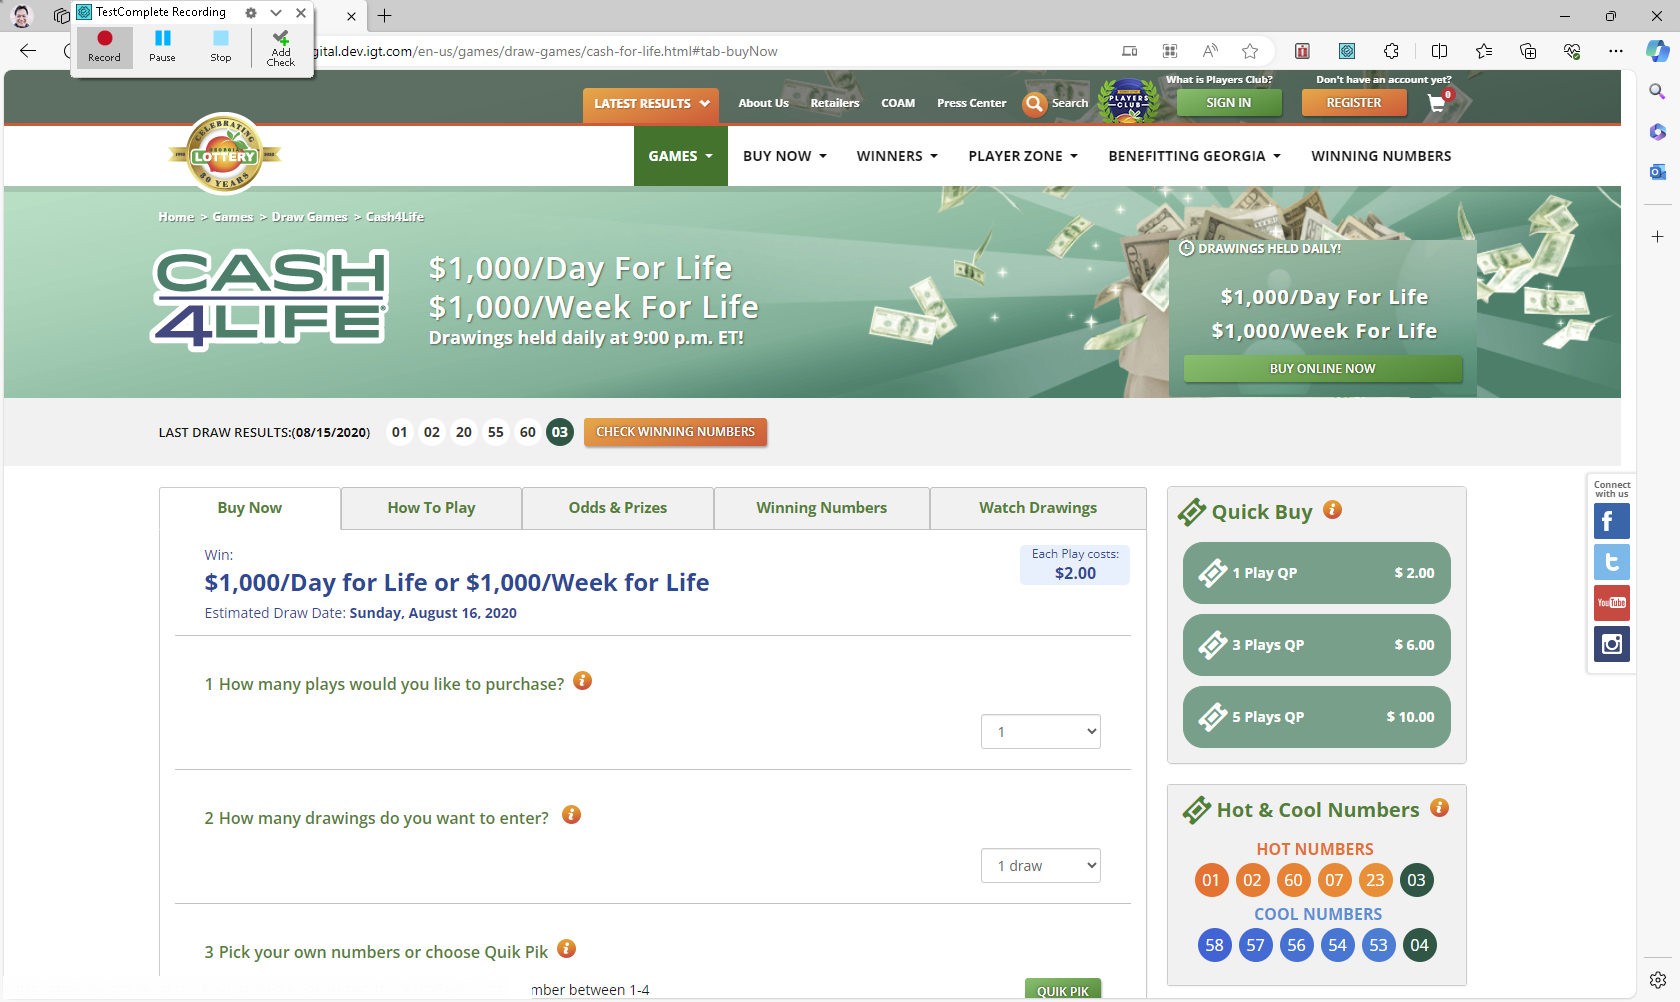 TestComplete Recording
Record
Pause
Stop
Add Check
igital.dev.igt.com/en-us/games/draw-games/cash-for-life.html#tab-buyNow
LATEST RESULTS
About Us
Retailers
COAM
Press Center
Search
PLAYERS CLUB
What is Players Club?
SIGN IN
Don't have an account yet?
REGISTER
0
CELEBRATING
GEORGIA
LOTTERY
30 YEARS
GAMES
BUY NOW
WINNERS
PLAYER ZONE
BENEFITTING GEORGIA
WINNING NUMBERS
Home > Games > Draw Games > Cash4Life
CASH
4LIFE
$1,000/Day For Life
$1,000/Week For Life
Drawings held daily at 9:00 p.m. ET!
DRAWINGS HELD DAILY!
$1,000/Day For Life
$1,000/Week For Life
BUY ONLINE NOW
LAST DRAW RESULTS:(08/15/2020) 01 02 20 55 60 03 CHECK WINNING NUMBERS
Buy Now
How To Play
Odds & Prizes
Winning Numbers
Watch Drawings
Win:
$1,000/Day for Life or $1,000/Week for Life
Estimated Draw Date: Sunday, August 16, 2020
Each Play costs:
$2.00
1 How many plays would you like to purchase?
1
2 How many drawings do you want to enter?
1 draw
3 Pick your own numbers or choose Quik Pik
mber between 1-4
QUIK PIK
Quick Buy
1 Play QP $ 2.00
3 Plays QP $ 6.00
5 Plays QP $ 10.00
Hot & Cool Numbers
HOT NUMBERS
01 02 60 07 23 03
COOL NUMBERS
58 57 56 54 53 04
Connect with us
YouTube